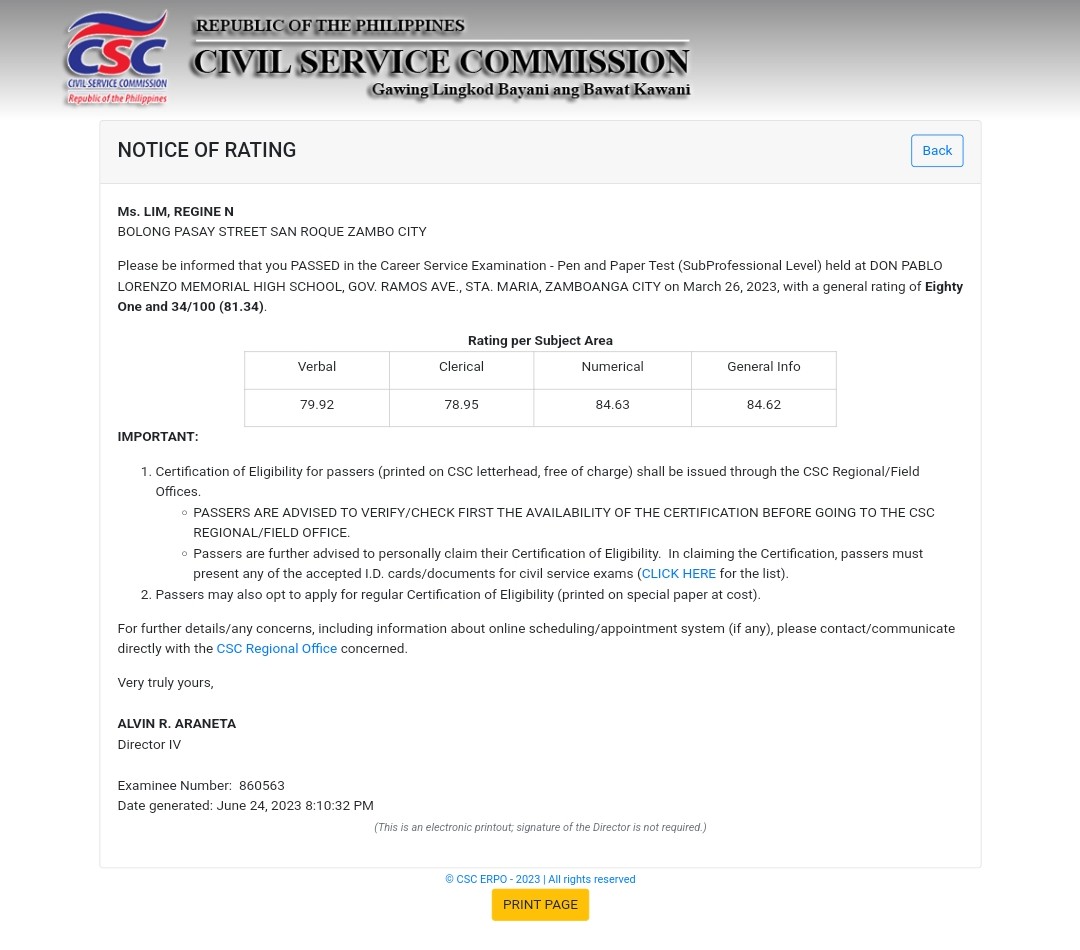 CSC
CIVIL SERVICE COMMISSION
Republic of the Philippines
REPUBLIC OF THE PHILIPPINES
CIVIL SERVICE COMMISSION
Gawing Lingkod Bayani ang Bawat Kawani
NOTICE OF RATING
Back
Ms. LIM, REGINE N
BOLONG PASAY STREET SAN ROQUE ZAMBO CITY
Please be informed that you PASSED in the Career Service Examination - Pen and Paper Test (SubProfessional Level) held at DON PABLO
LORENZO MEMORIAL HIGH SCHOOL, GOV. RAMOS AVE., STA. MARIA, ZAMBOANGA CITY on March 26, 2023, with a general rating of Eighty
One and 34/100 (81.34).
Rating per Subject Area
Verbal Clerical Numerical General Info
79.92 78.95 84.63 84.62
IMPORTANT:
1. Certification of Eligibility for passers (printed on CSC letterhead, free of charge) shall be issued through the CSC Regional/Field
Offices.
◦ PASSERS ARE ADVISED TO VERIFY/CHECK FIRST THE AVAILABILITY OF THE CERTIFICATION BEFORE GOING TO THE CSC
REGIONAL/FIELD OFFICE.
◦ Passers are further advised to personally claim their Certification of Eligibility. In claiming the Certification, passers must
present any of the accepted I.D. cards/documents for civil service exams (CLICK HERE for the list).
2. Passers may also opt to apply for regular Certification of Eligibility (printed on special paper at cost).
For further details/any concerns, including information about online scheduling/appointment system (if any), please contact/communicate
directly with the CSC Regional Office concerned.
Very truly yours,
ALVIN R. ARANETA
Director IV
Examinee Number: 860563
Date generated: June 24, 2023 8:10:32 PM
(This is an electronic printout; signature of the Director is not required.)
© CSC ERPO - 2023 | All rights reserved
PRINT PAGE